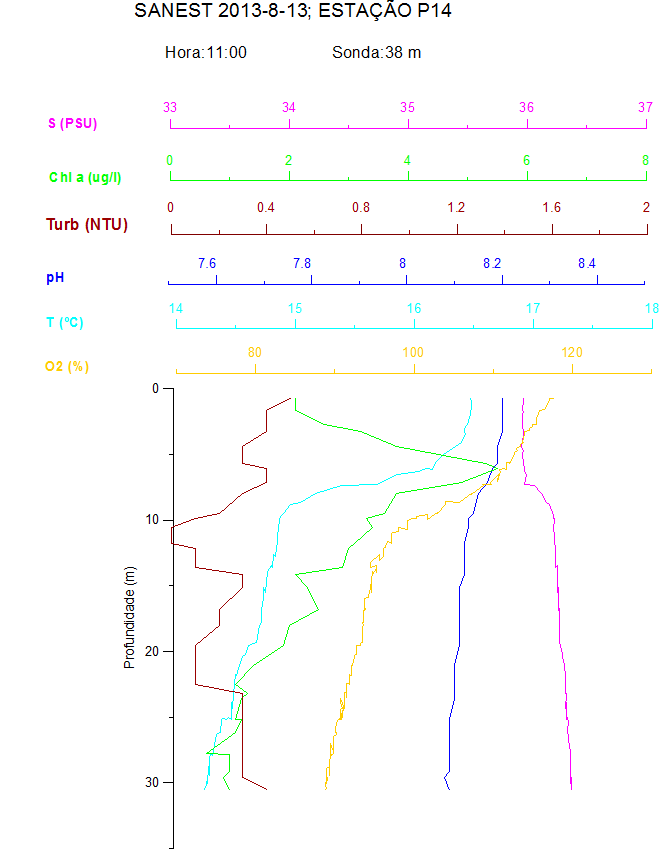 SANEST 2013-8-13; ESTAÇÃO P14
Hora:11:00 Sonda:38 m
33 34 35 36 37
S (PSU)
0 2 4 6 8
Chl a (ug/l)
0 0.4 0.8 1.2 1.6 2
Turb (NTU)
7.6 7.8 8 8.2 8.4
pH
14 15 16 17 18
T (ºC)
80 100 120
O2 (%)
0
10
20
30
Profundidade (m)